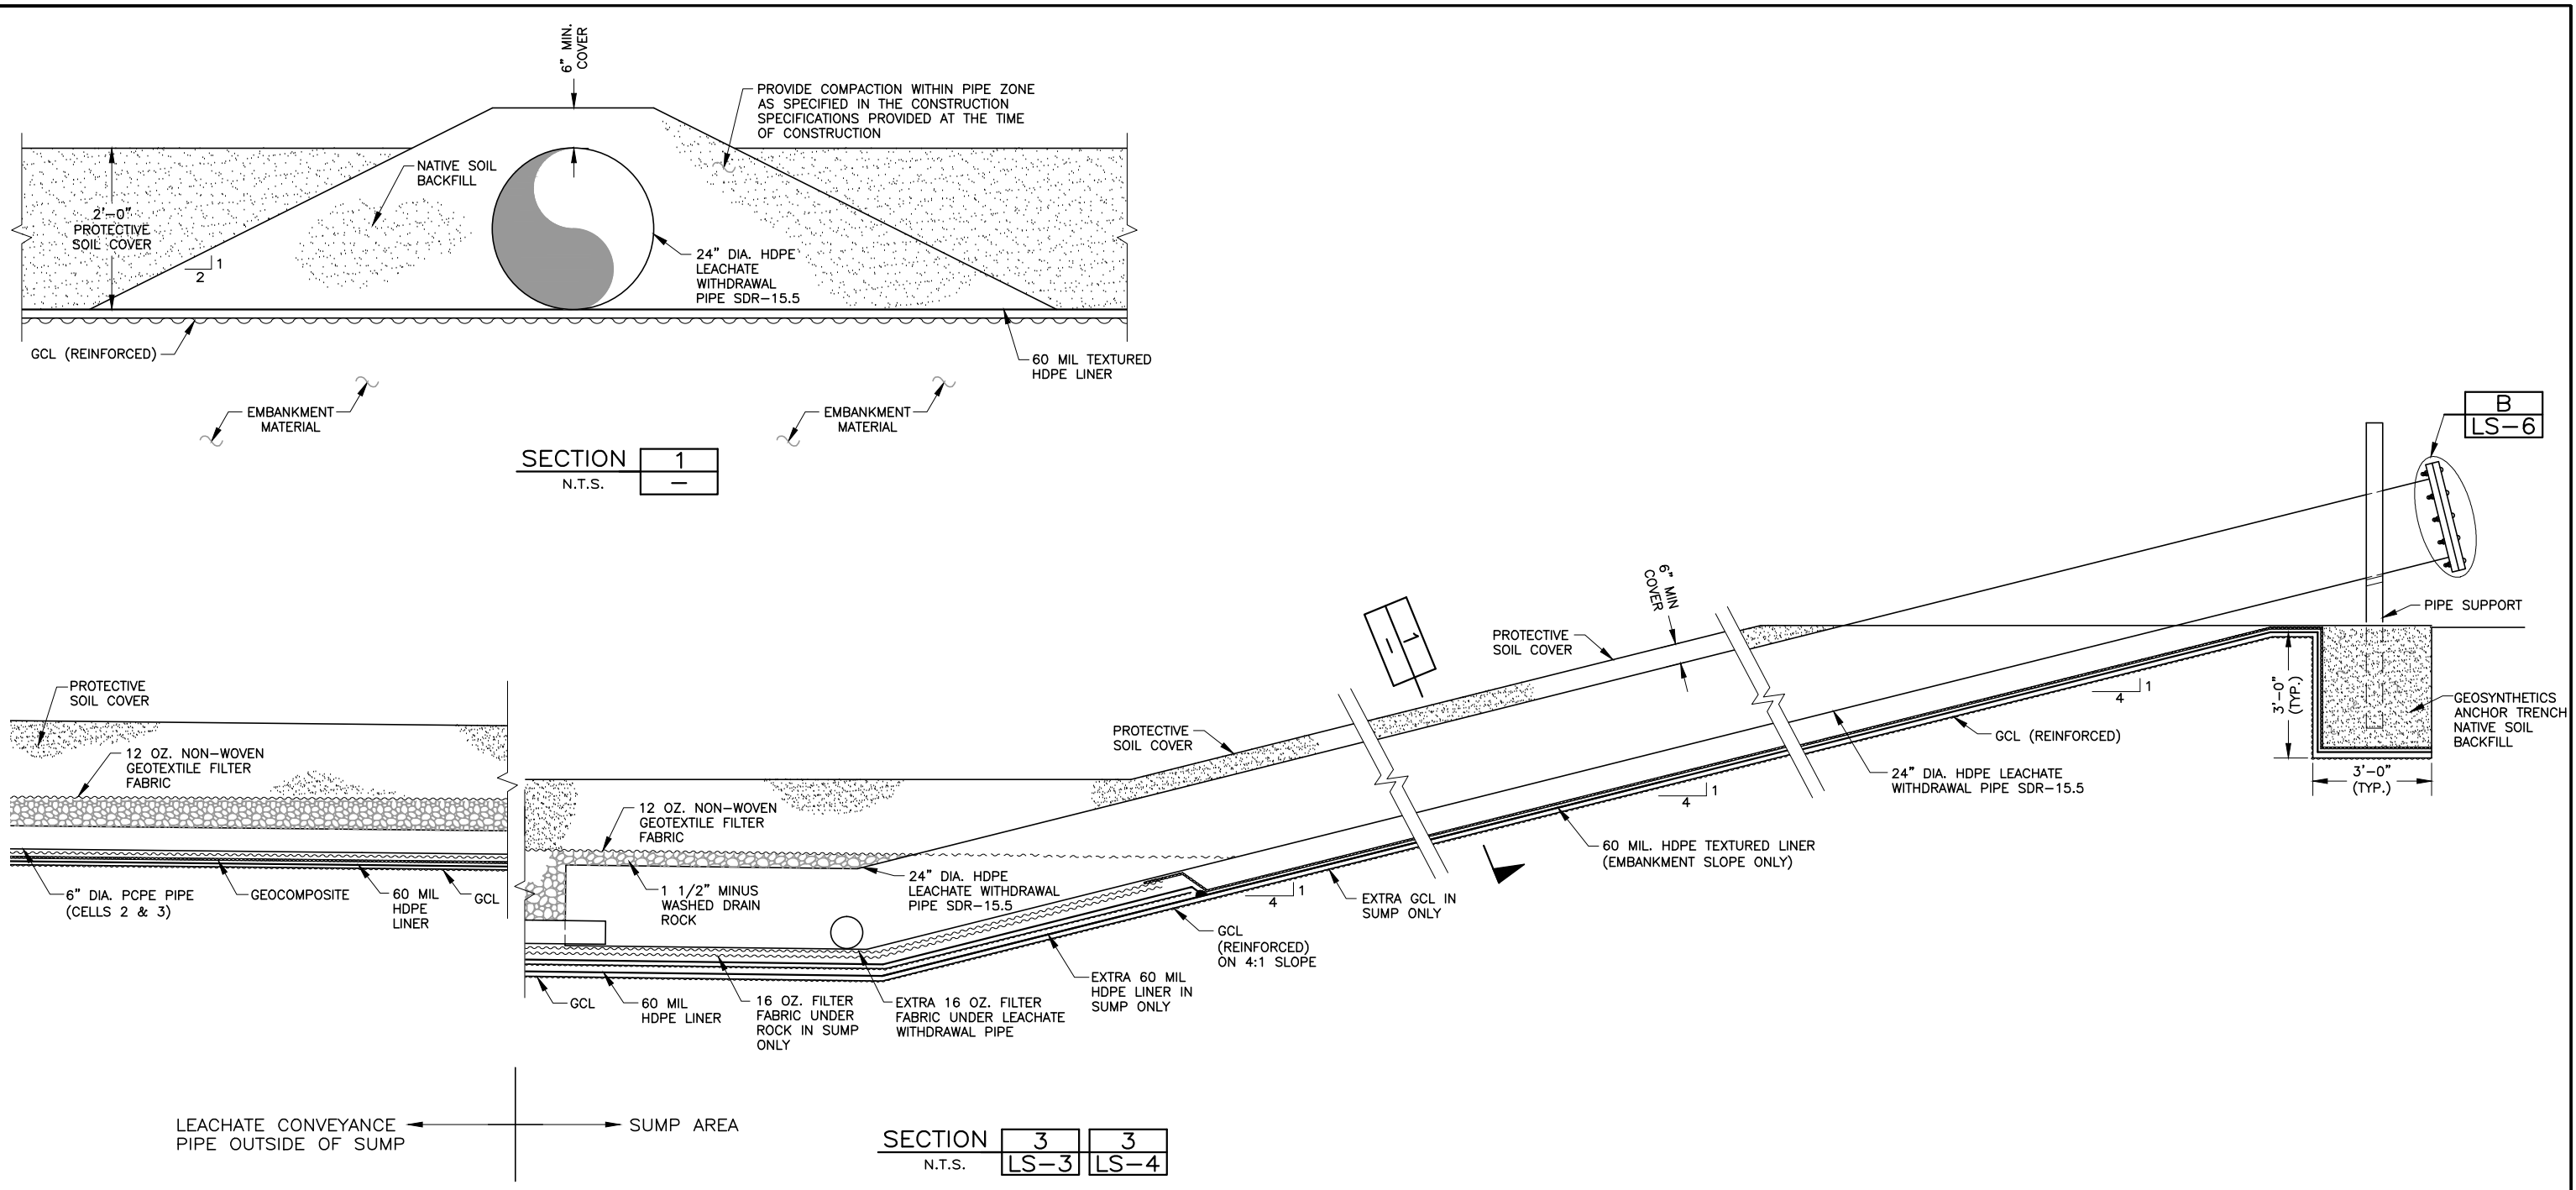 6" MIN.
COVER
PROVIDE COMPACTION WITHIN PIPE ZONE
AS SPECIFIED IN THE CONSTRUCTION
SPECIFICATIONS PROVIDED AT THE TIME
OF CONSTRUCTION
NATIVE SOIL
BACKFILL
2'-0"
PROTECTIVE
SOIL COVER
1
2
24" DIA. HDPE
LEACHATE
WITHDRAWAL
PIPE SDR-15.5
GCL (REINFORCED)
60 MIL TEXTURED
HDPE LINER
EMBANKMENT
MATERIAL
EMBANKMENT
MATERIAL
SECTION
N.T.S.
1
-
B
LS-6
PIPE SUPPORT
6" MIN
COVER
1
-
PROTECTIVE
SOIL COVER
PROTECTIVE
SOIL COVER
PROTECTIVE
SOIL COVER
12 OZ. NON-WOVEN
GEOTEXTILE FILTER
FABRIC
12 OZ. NON-WOVEN
GEOTEXTILE FILTER
FABRIC
3'-0"
(TYP.)
1
4
GEOSYNTHETICS
ANCHOR TRENCH
NATIVE SOIL
BACKFILL
GCL (REINFORCED)
24" DIA. HDPE LEACHATE
WITHDRAWAL PIPE SDR-15.5
3'-0"
(TYP.)
1
4
60 MIL. HDPE TEXTURED LINER
(EMBANKMENT SLOPE ONLY)
6" DIA. PCPE PIPE
(CELLS 2 & 3)
GEOCOMPOSITE
60 MIL
HDPE
LINER
GCL
1 1/2" MINUS
WASHED DRAIN
ROCK
24" DIA. HDPE
LEACHATE WITHDRAWAL
PIPE SDR-15.5
1
4
EXTRA GCL IN
SUMP ONLY
GCL
(REINFORCED)
ON 4:1 SLOPE
EXTRA 60 MIL
HDPE LINER IN
SUMP ONLY
GCL
60 MIL
HDPE LINER
16 OZ. FILTER
FABRIC UNDER
ROCK IN SUMP
ONLY
EXTRA 16 OZ. FILTER
FABRIC UNDER LEACHATE
WITHDRAWAL PIPE
LEACHATE CONVEYANCE
PIPE OUTSIDE OF SUMP
SUMP AREA
SECTION
N.T.S.
3
LS-3
3
LS-4